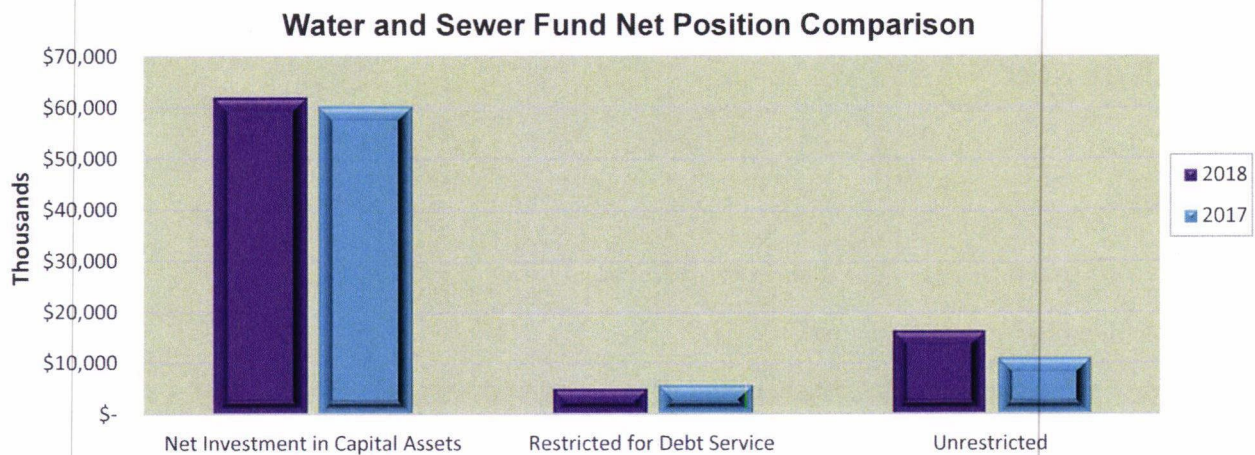 Water and Sewer Fund Net Position Comparison
$70,000
$60,000
$50,000
$40,000
$30,000
$20,000
$10,000
$-
Thousands
Net Investment in Capital Assets
Restricted for Debt Service
Unrestricted
2018
2017